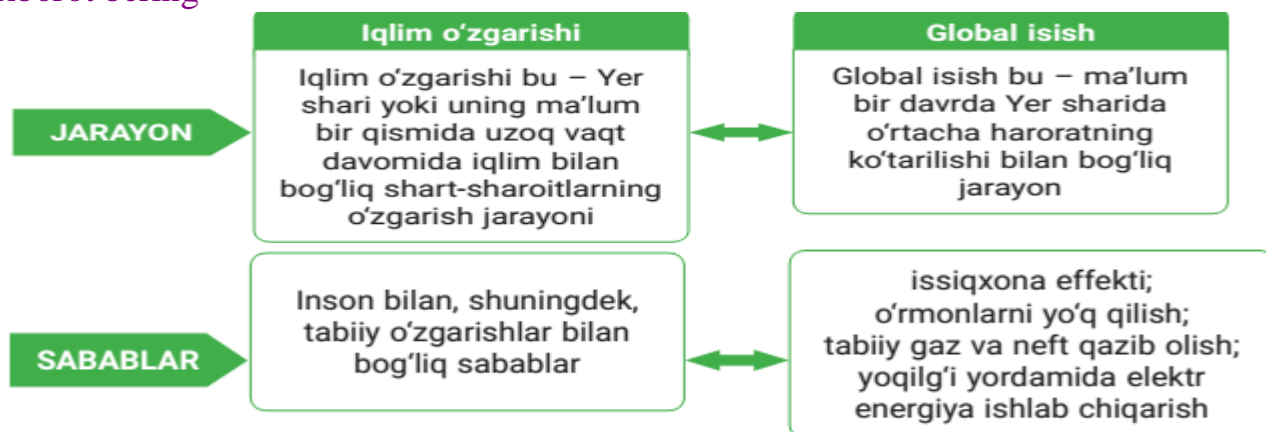 bering
Iqlim o‘zgarishi
Global isish
JARAYON
Iqlim o‘zgarishi bu – Yer
shari yoki uning ma’lum
bir qismida uzoq vaqt
davomida iqlim bilan
bog‘liq shart-sharoitlarning
o‘zgarish jarayoni
Global isish bu – ma’lum
bir davrda Yer sharida
o‘rtacha haroratning
ko‘tarilishi bilan bog‘liq
jarayon
SABABLAR
Inson bilan, shuningdek,
tabiiy o‘zgarishlar bilan
bog‘liq sabablar
issiqxona effekti;
o‘rmonlarni yo‘q qilish;
tabiiy gaz va neft qazib olish;
yoqilg‘i yordamida elektr
energiya ishlab chiqarish